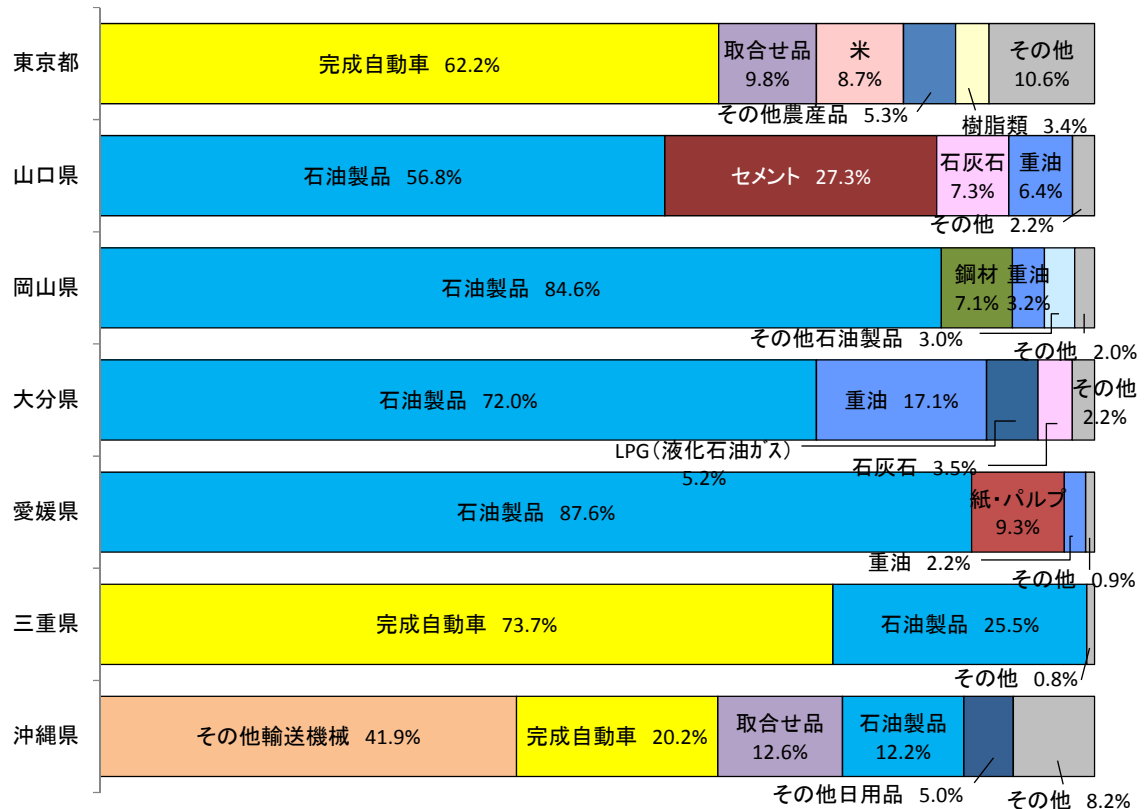 東京都
完成自動車 62.2%
取合せ品
9.8%
米
8.7%
その他
10.6%
その他農産品 5.3%
樹脂類 3.4%
山口県
石油製品 56.8%
セメント 27.3%
石灰石
7.3%
重油
6.4%
その他 2.2%
岡山県
石油製品 84.6%
鋼材
7.1%
重油
3.2%
その他石油製品 3.0%
その他 2.0%
大分県
石油製品 72.0%
重油 17.1%
その他
2.2%
LPG(液化石油ガス)
5.2%
石灰石 3.5%
愛媛県
石油製品 87.6%
紙・パルプ
9.3%
重油 2.2%
その他 0.9%
三重県
完成自動車 73.7%
石油製品 25.5%
その他 0.8%
沖縄県
その他輸送機械 41.9%
完成自動車 20.2%
取合せ品
12.6%
石油製品
12.2%
その他日用品 5.0%
その他 8.2%